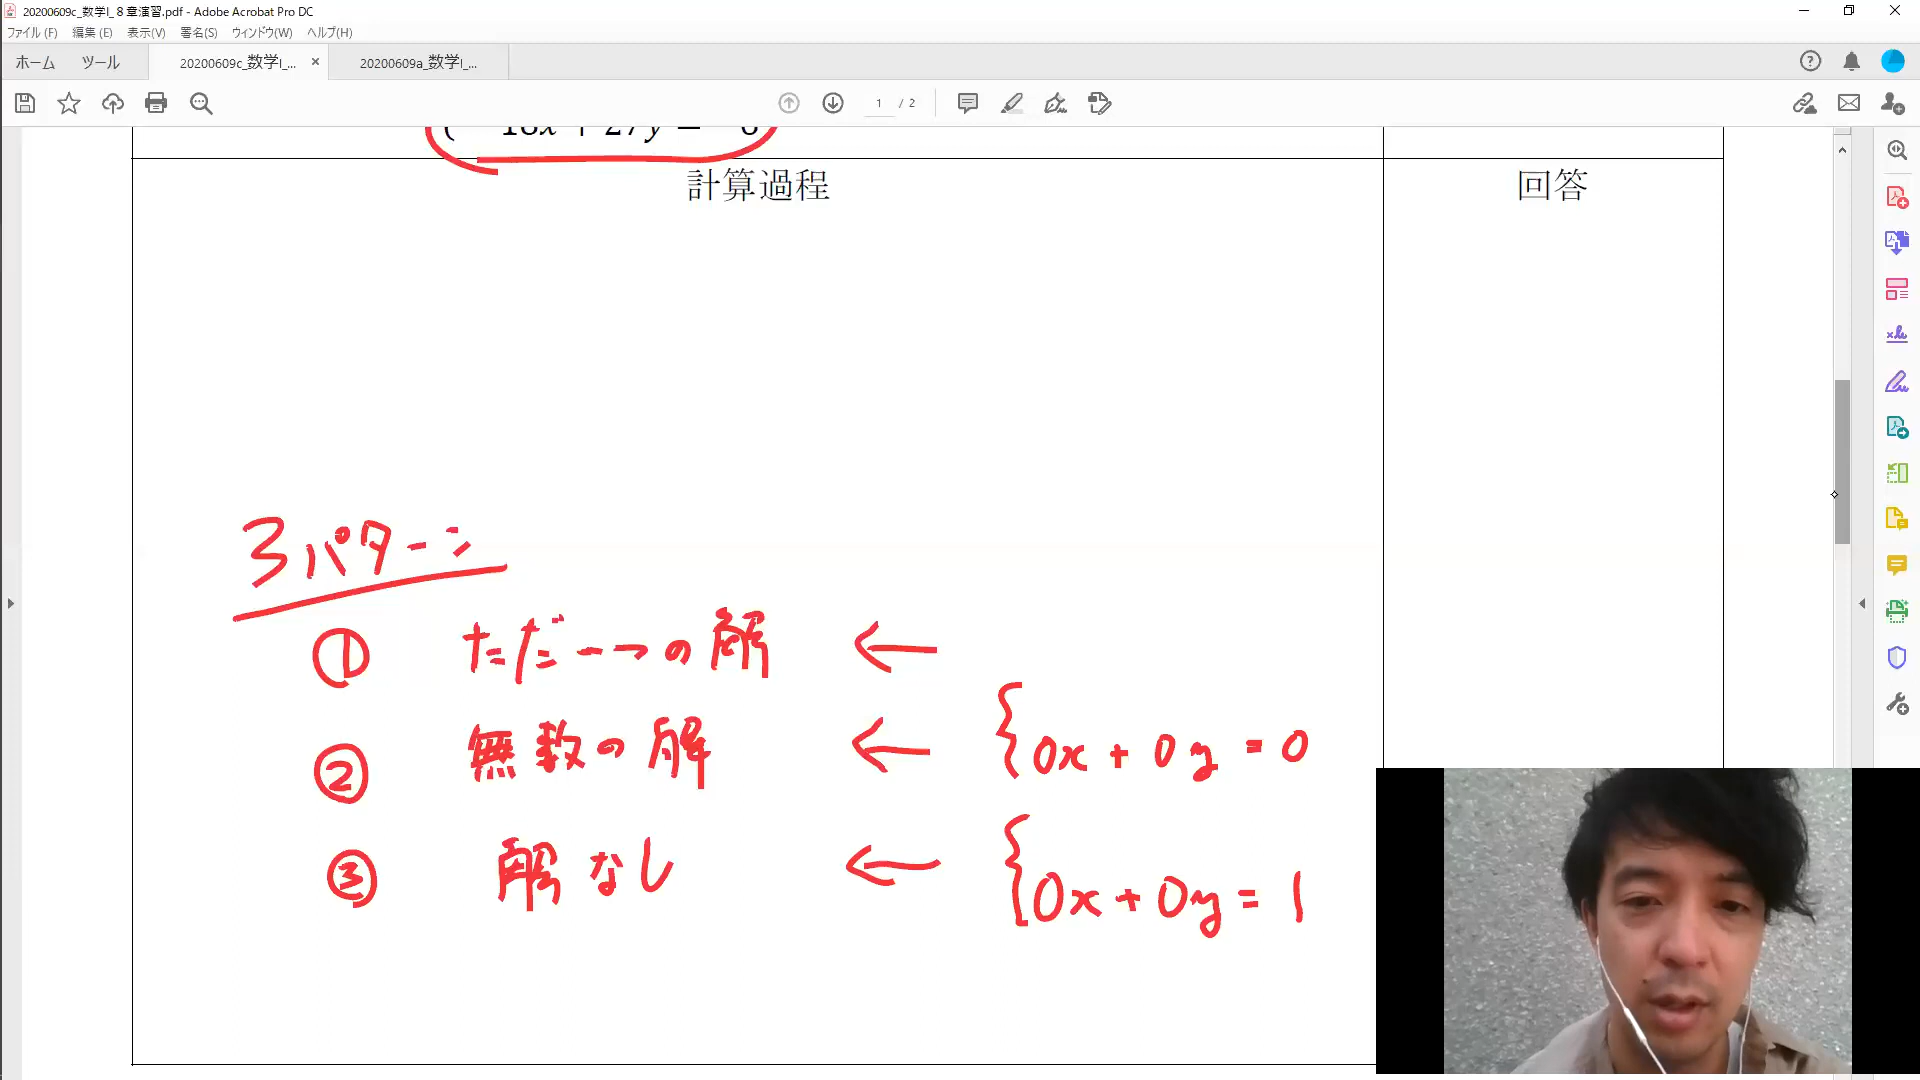 20200609c_数学I_８章演習.pdf - Adobe Acrobat Pro DC
ファイル(F) 編集(E) 表示(V) 署名(S) ウィンドウ(W) ヘルプ(H)
ホーム ツール 20200609c_数学I_... × 20200609a_数学I_...
1 / 2
計算過程 回答
3パターン
① ただ一つの解 ←
② 無数の解 ← { 0x + 0y = 0
③ 解なし ← { 0x + 0y = 1